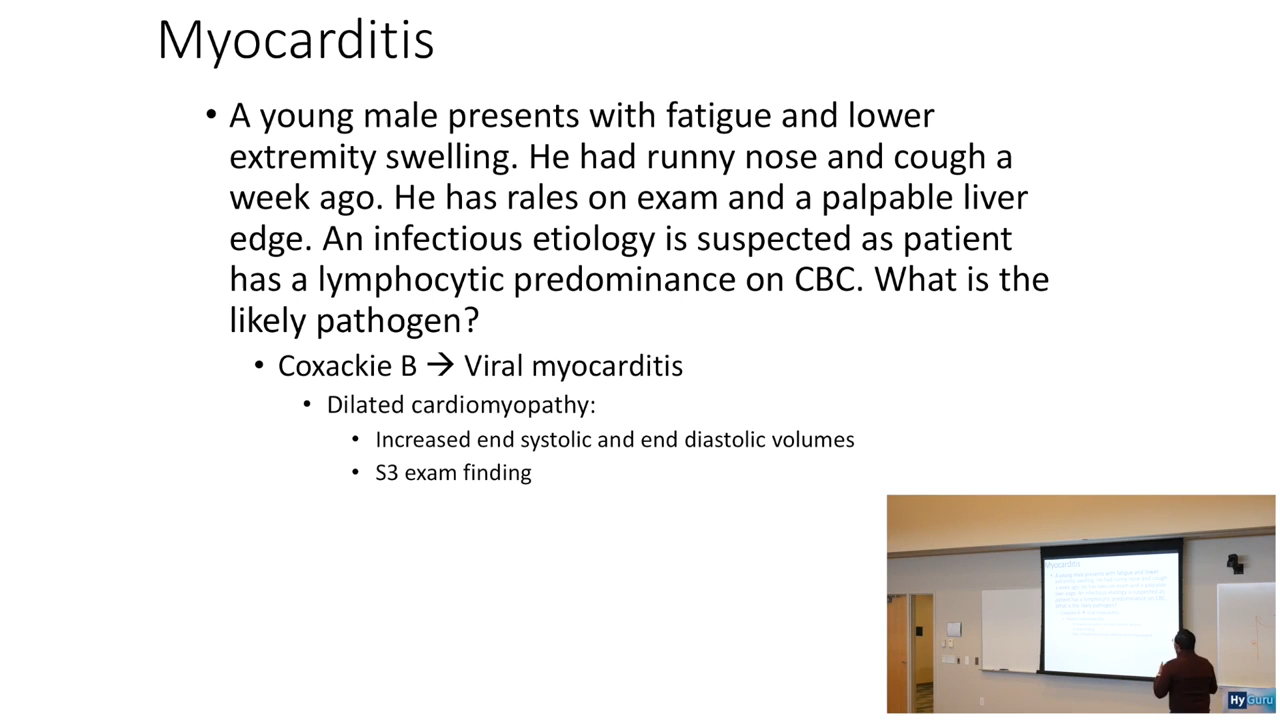 Myocarditis
• A young male presents with fatigue and lower
extremity swelling. He had runny nose and cough a
week ago. He has rales on exam and a palpable liver
edge. An infectious etiology is suspected as patient
has a lymphocytic predominance on CBC. What is the
likely pathogen?
• Coxackie B → Viral myocarditis
• Dilated cardiomyopathy:
• Increased end systolic and end diastolic volumes
• S3 exam finding
Myocarditis
HyGuru